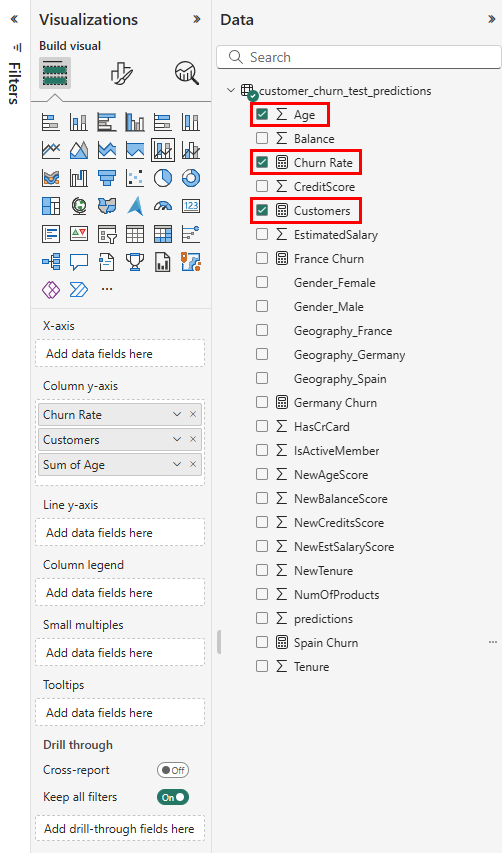 Filters
Visualizations
Build visual
123
X-axis
Add data fields here
Column y-axis
Churn Rate
Customers
Sum of Age
Line y-axis
Add data fields here
Column legend
Add data fields here
Small multiples
Add data fields here
Tooltips
Add data fields here
Drill through
Cross-report Off
Keep all filters On
Add drill-through fields here
Data
Search
customer_churn_test_predictions
Age
Balance
Churn Rate
CreditScore
Customers
EstimatedSalary
France Churn
Gender_Female
Gender_Male
Geography_France
Geography_Germany
Geography_Spain
Germany Churn
HasCrCard
IsActiveMember
NewAgeScore
NewBalanceScore
NewCreditsScore
NewEstSalaryScore
NewTenure
NumOfProducts
predictions
Spain Churn
Tenure